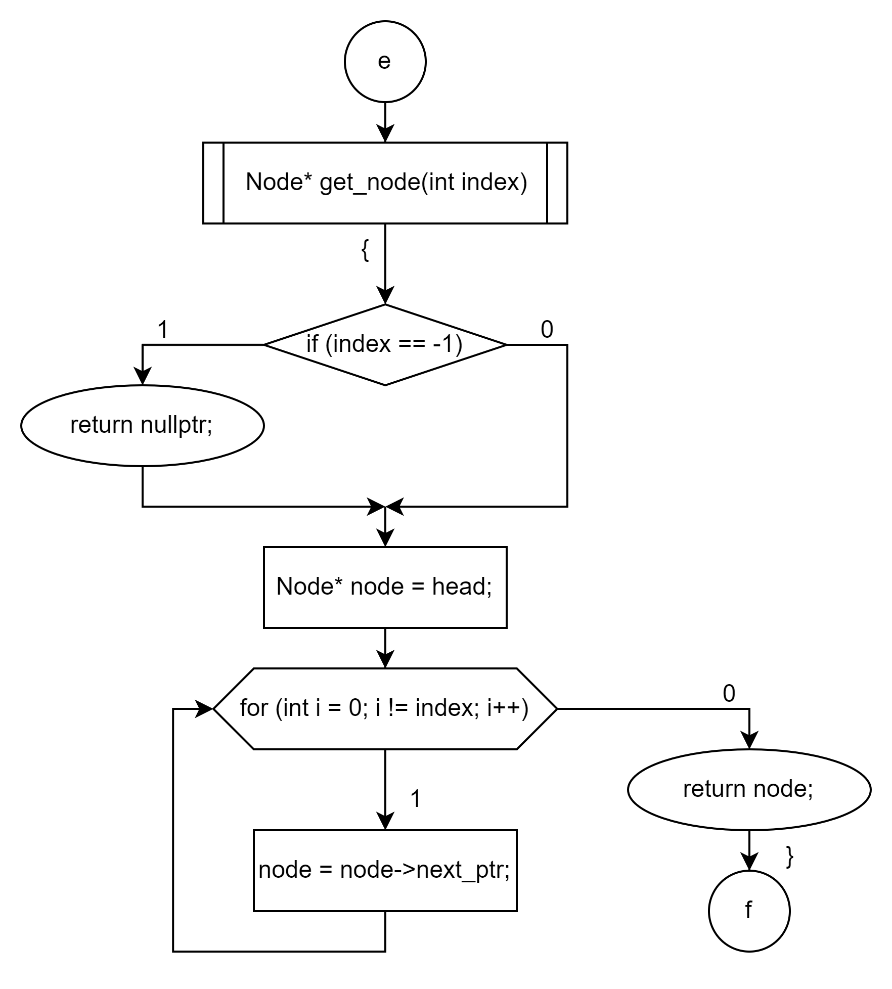 e
Node* get_node(int index)
{
if (index == -1)
1
0
return nullptr;
Node* node = head;
for (int i = 0; i != index; i++)
0
1
return node;
node = node->next_ptr;
}
f